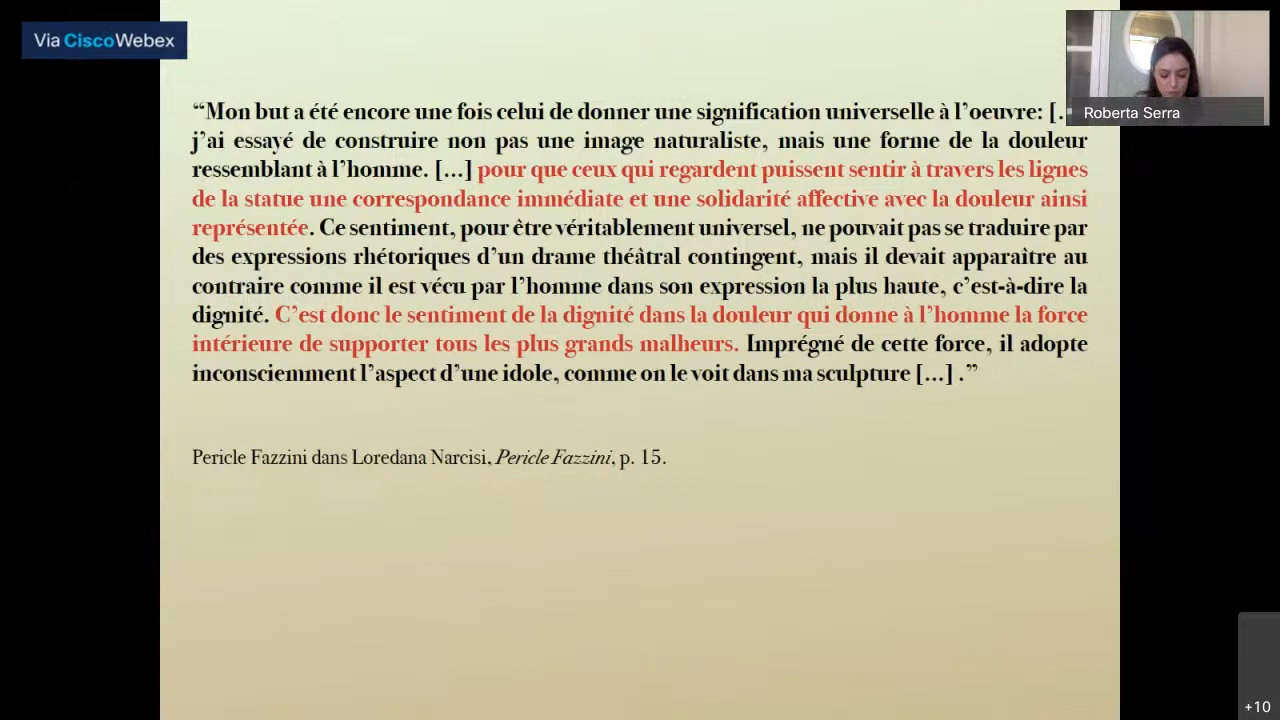 Via CiscoWebex
Roberta Serra
“Mon but a été encore une fois celui de donner une signification universelle à l’oeuvre: [.
j’ai essayé de construire non pas une image naturaliste, mais une forme de la douleur
ressemblant à l’homme. [...] pour que ceux qui regardent puissent sentir à travers les lignes
de la statue une correspondance immédiate et une solidarité affective avec la douleur ainsi
représentée. Ce sentiment, pour être véritablement universel, ne pouvait pas se traduire par
des expressions rhétoriques d’un drame théâtral contingent, mais il devait apparaître au
contraire comme il est vécu par l’homme dans son expression la plus haute, c’est-à-dire la
dignité. C’est donc le sentiment de la dignité dans la douleur qui donne à l’homme la force
intérieure de supporter tous les plus grands malheurs. Imprégné de cette force, il adopte
inconsciemment l’aspect d’une idole, comme on le voit dans ma sculpture [...] .”
Pericle Fazzini dans Loredana Narcisi, Pericle Fazzini, p. 15.
+10